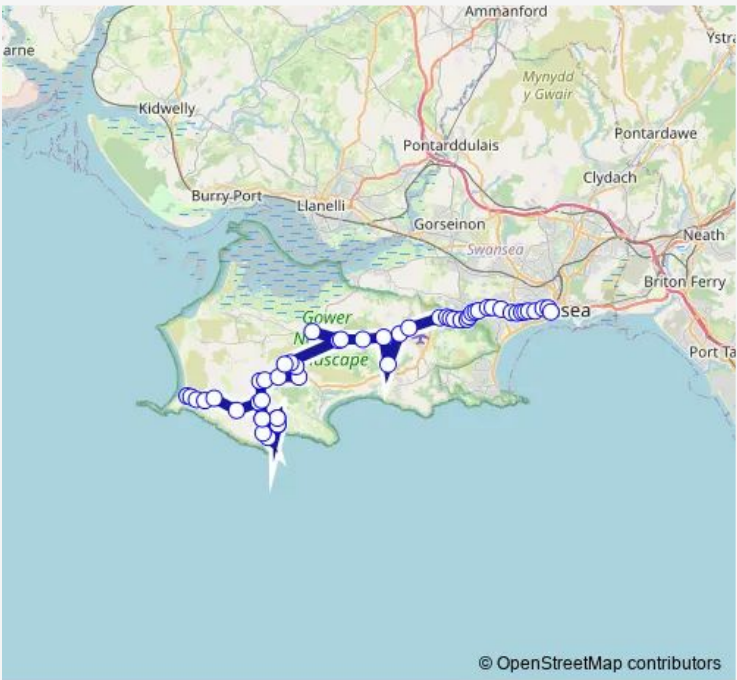 Ammanford
arne
Ystra
Mynydd
y Gwair
Kidwelly
Pontardawe
Pontarddulais
Clydach
Burry Port
Llanelli
Gorseinon
Neath
Swansea
Briton Ferry
sea
Gower
N
dscape
Port Ta
© OpenStreetMap contributors